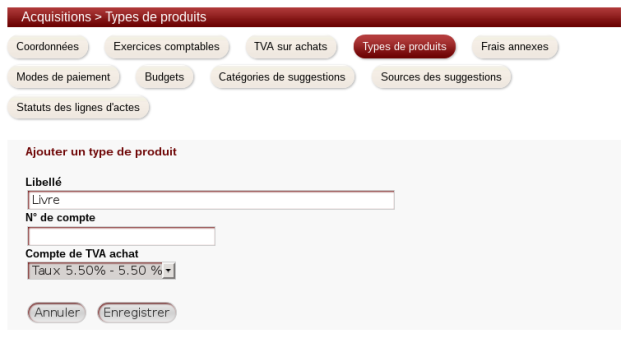 Acquisitions > Types de produits
Coordonnées Exercices comptables TVA sur achats Types de produits Frais annexes
Modes de paiement Budgets Catégories de suggestions Sources des suggestions
Statuts des lignes d'actes
Ajouter un type de produit
Libellé
Livre
N° de compte
Compte de TVA achat
Taux 5.50% - 5.50 %
Annuler Enregistrer